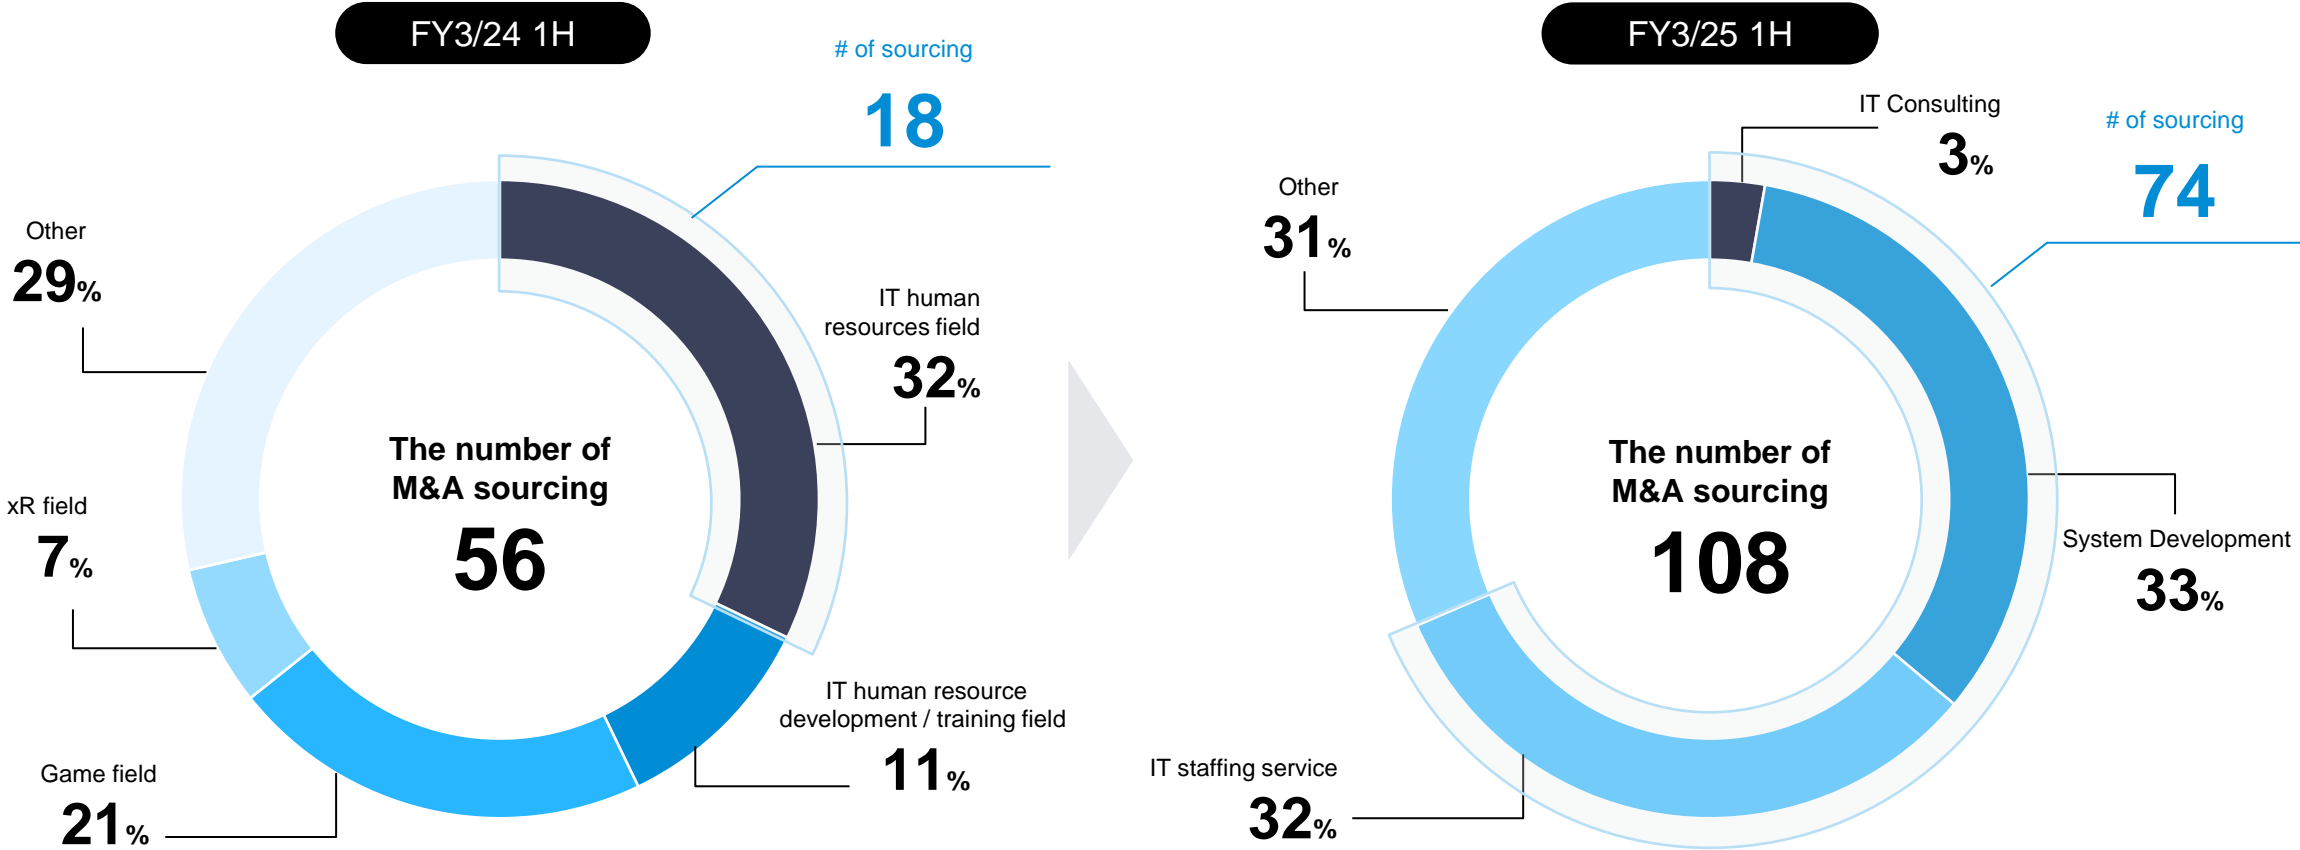 FY3/24 1H
# of sourcing
18
Other
29%
IT human
resources field
32%
The number of
M&A sourcing
56
xR field
7%
IT human resource
development / training field
11%
Game field
21%
FY3/25 1H
IT Consulting
3%
# of sourcing
74
Other
31%
The number of
M&A sourcing
108
System Development
33%
IT staffing service
32%